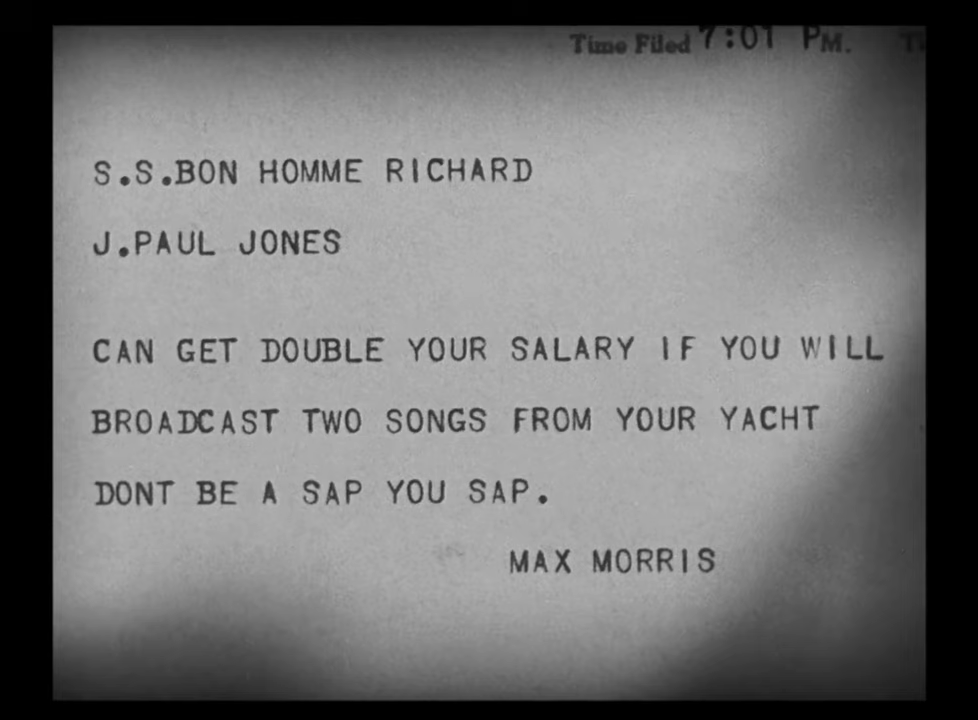 Time Filed 7:01 PM.
S.S.BON HOMME RICHARD
J.PAUL JONES
CAN GET DOUBLE YOUR SALARY IF YOU WILL
BROADCAST TWO SONGS FROM YOUR YACHT
DONT BE A SAP YOU SAP.
MAX MORRIS